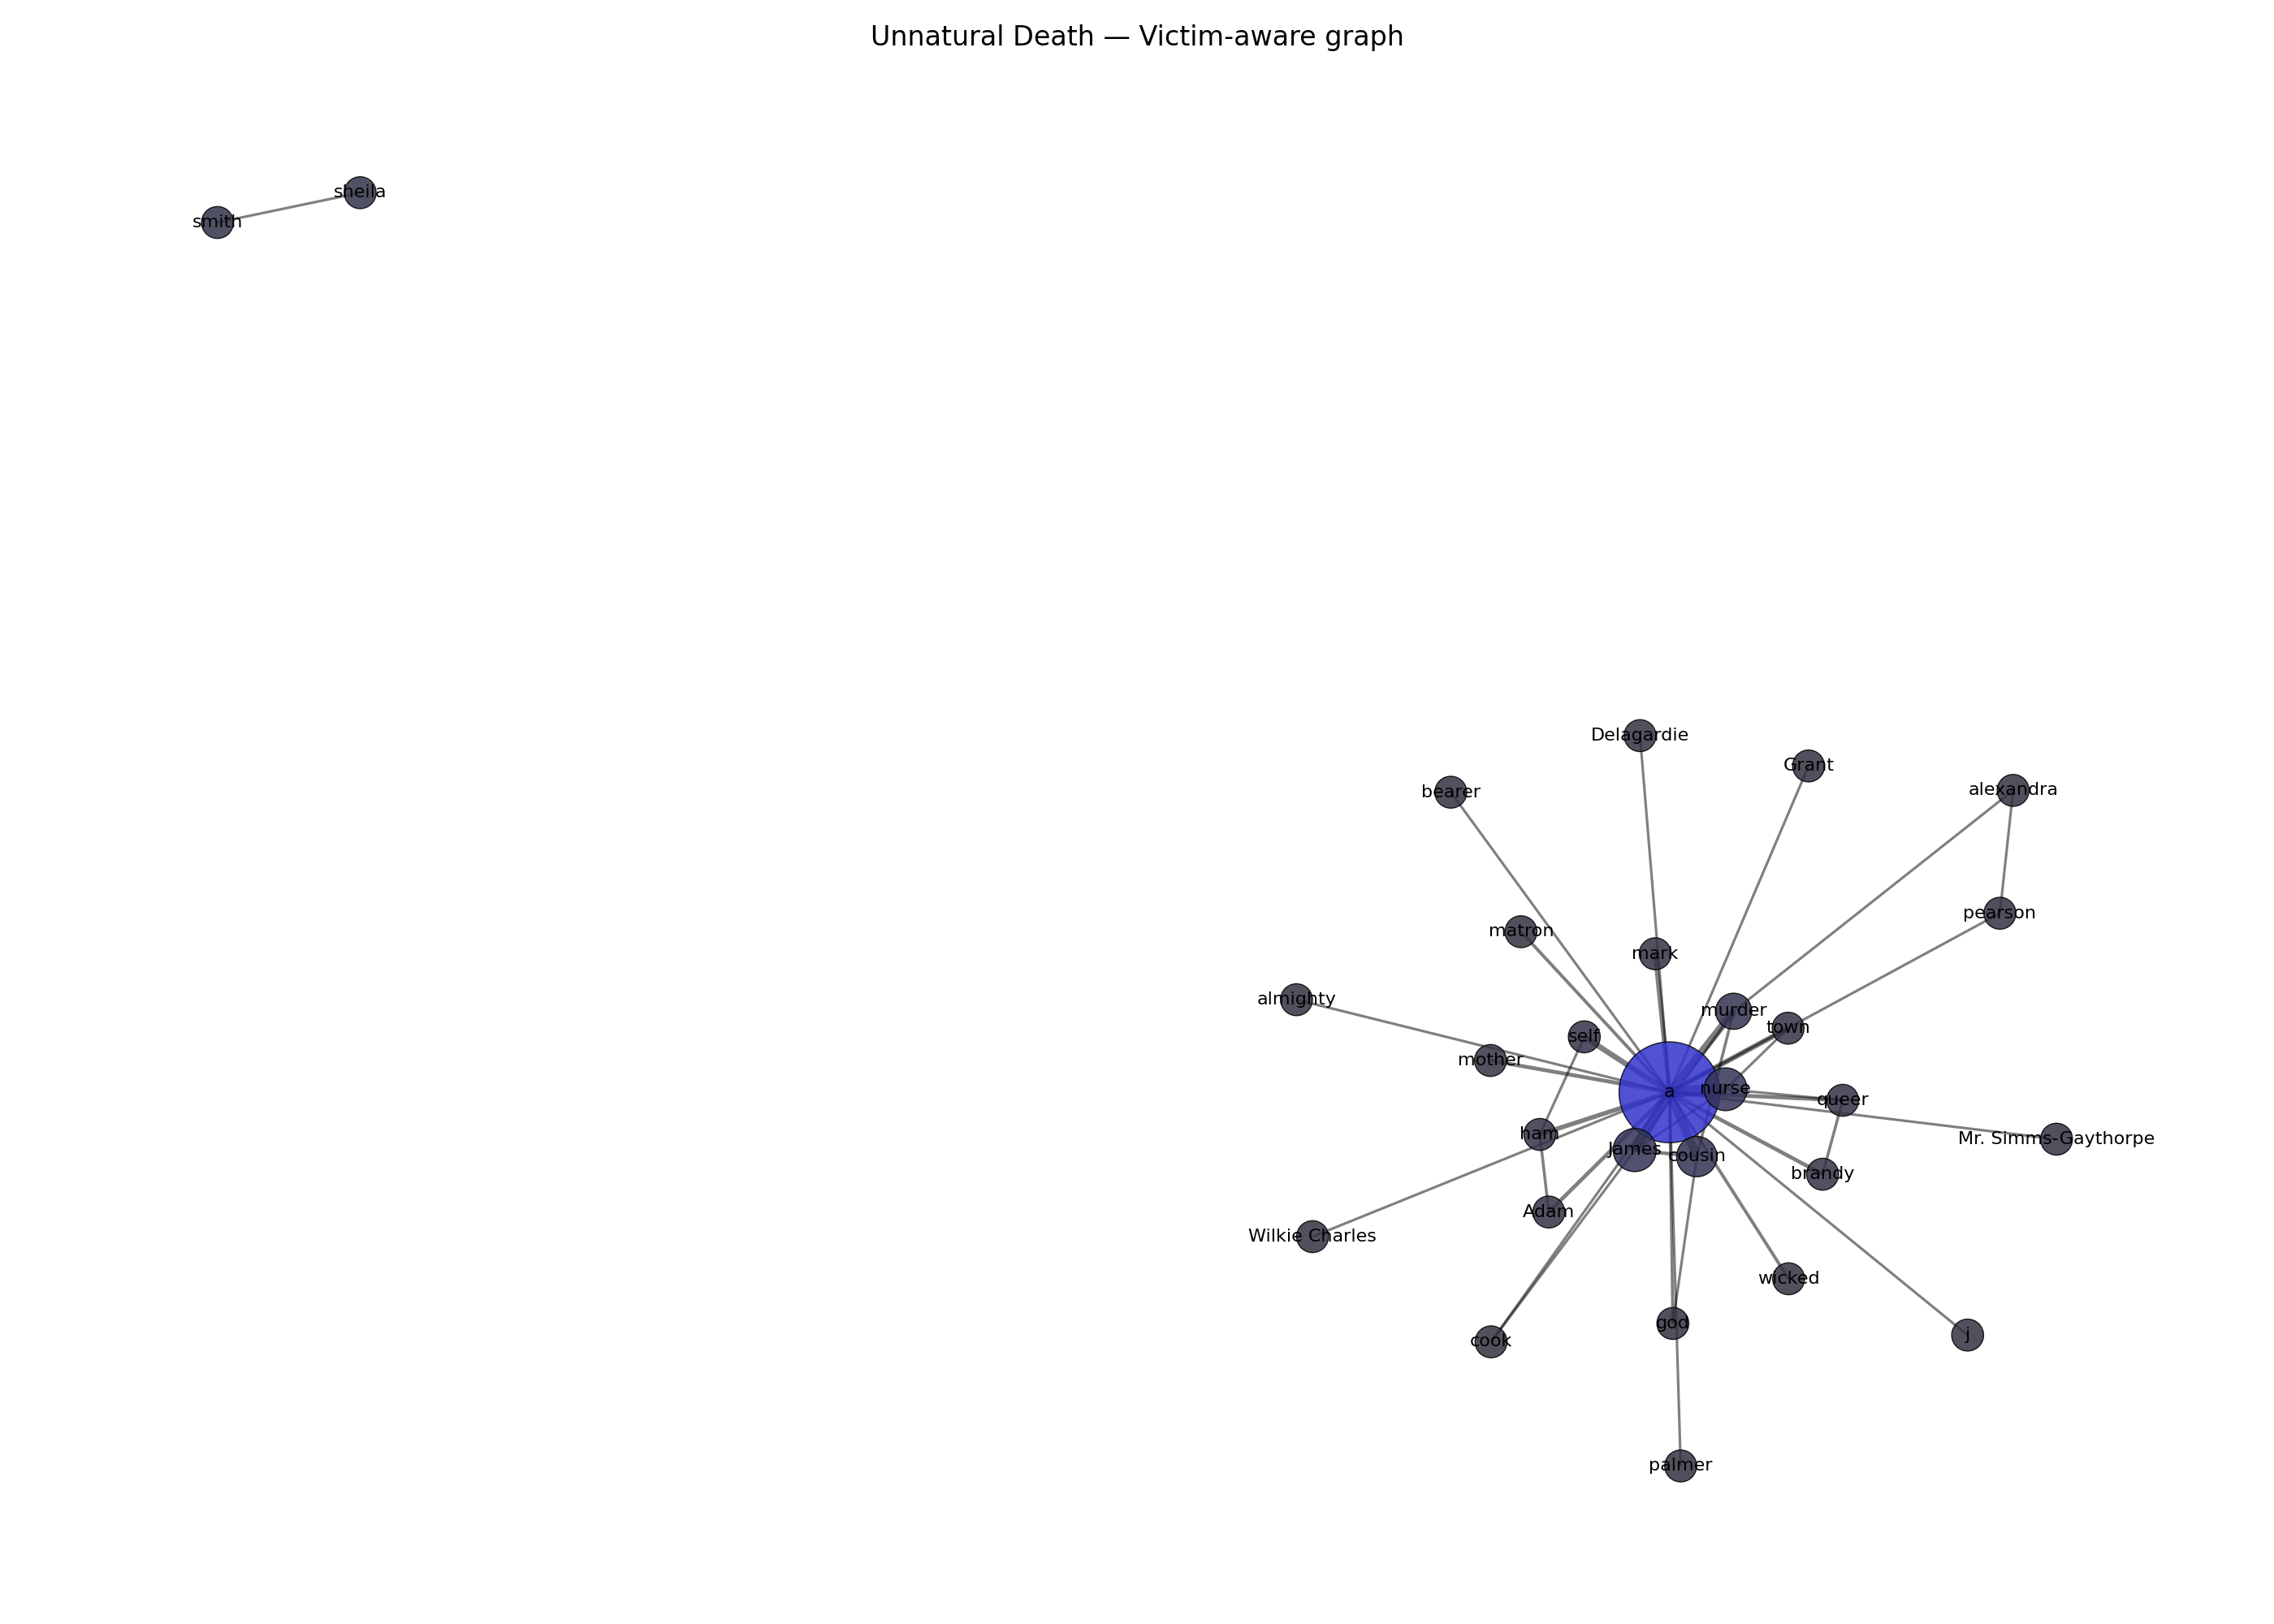 Unnatural Death — Victim-aware graph
sheila
smith
Delagardie
Grant
alexandra
bearer
pearson
matron
mark
almighty
murder
town
self
mother
nurse
a
queer
ham
Mr. Simms-Gaythorpe
James
cousin
brandy
Adam
Wilkie Charles
wicked
god
j
cook
palmer